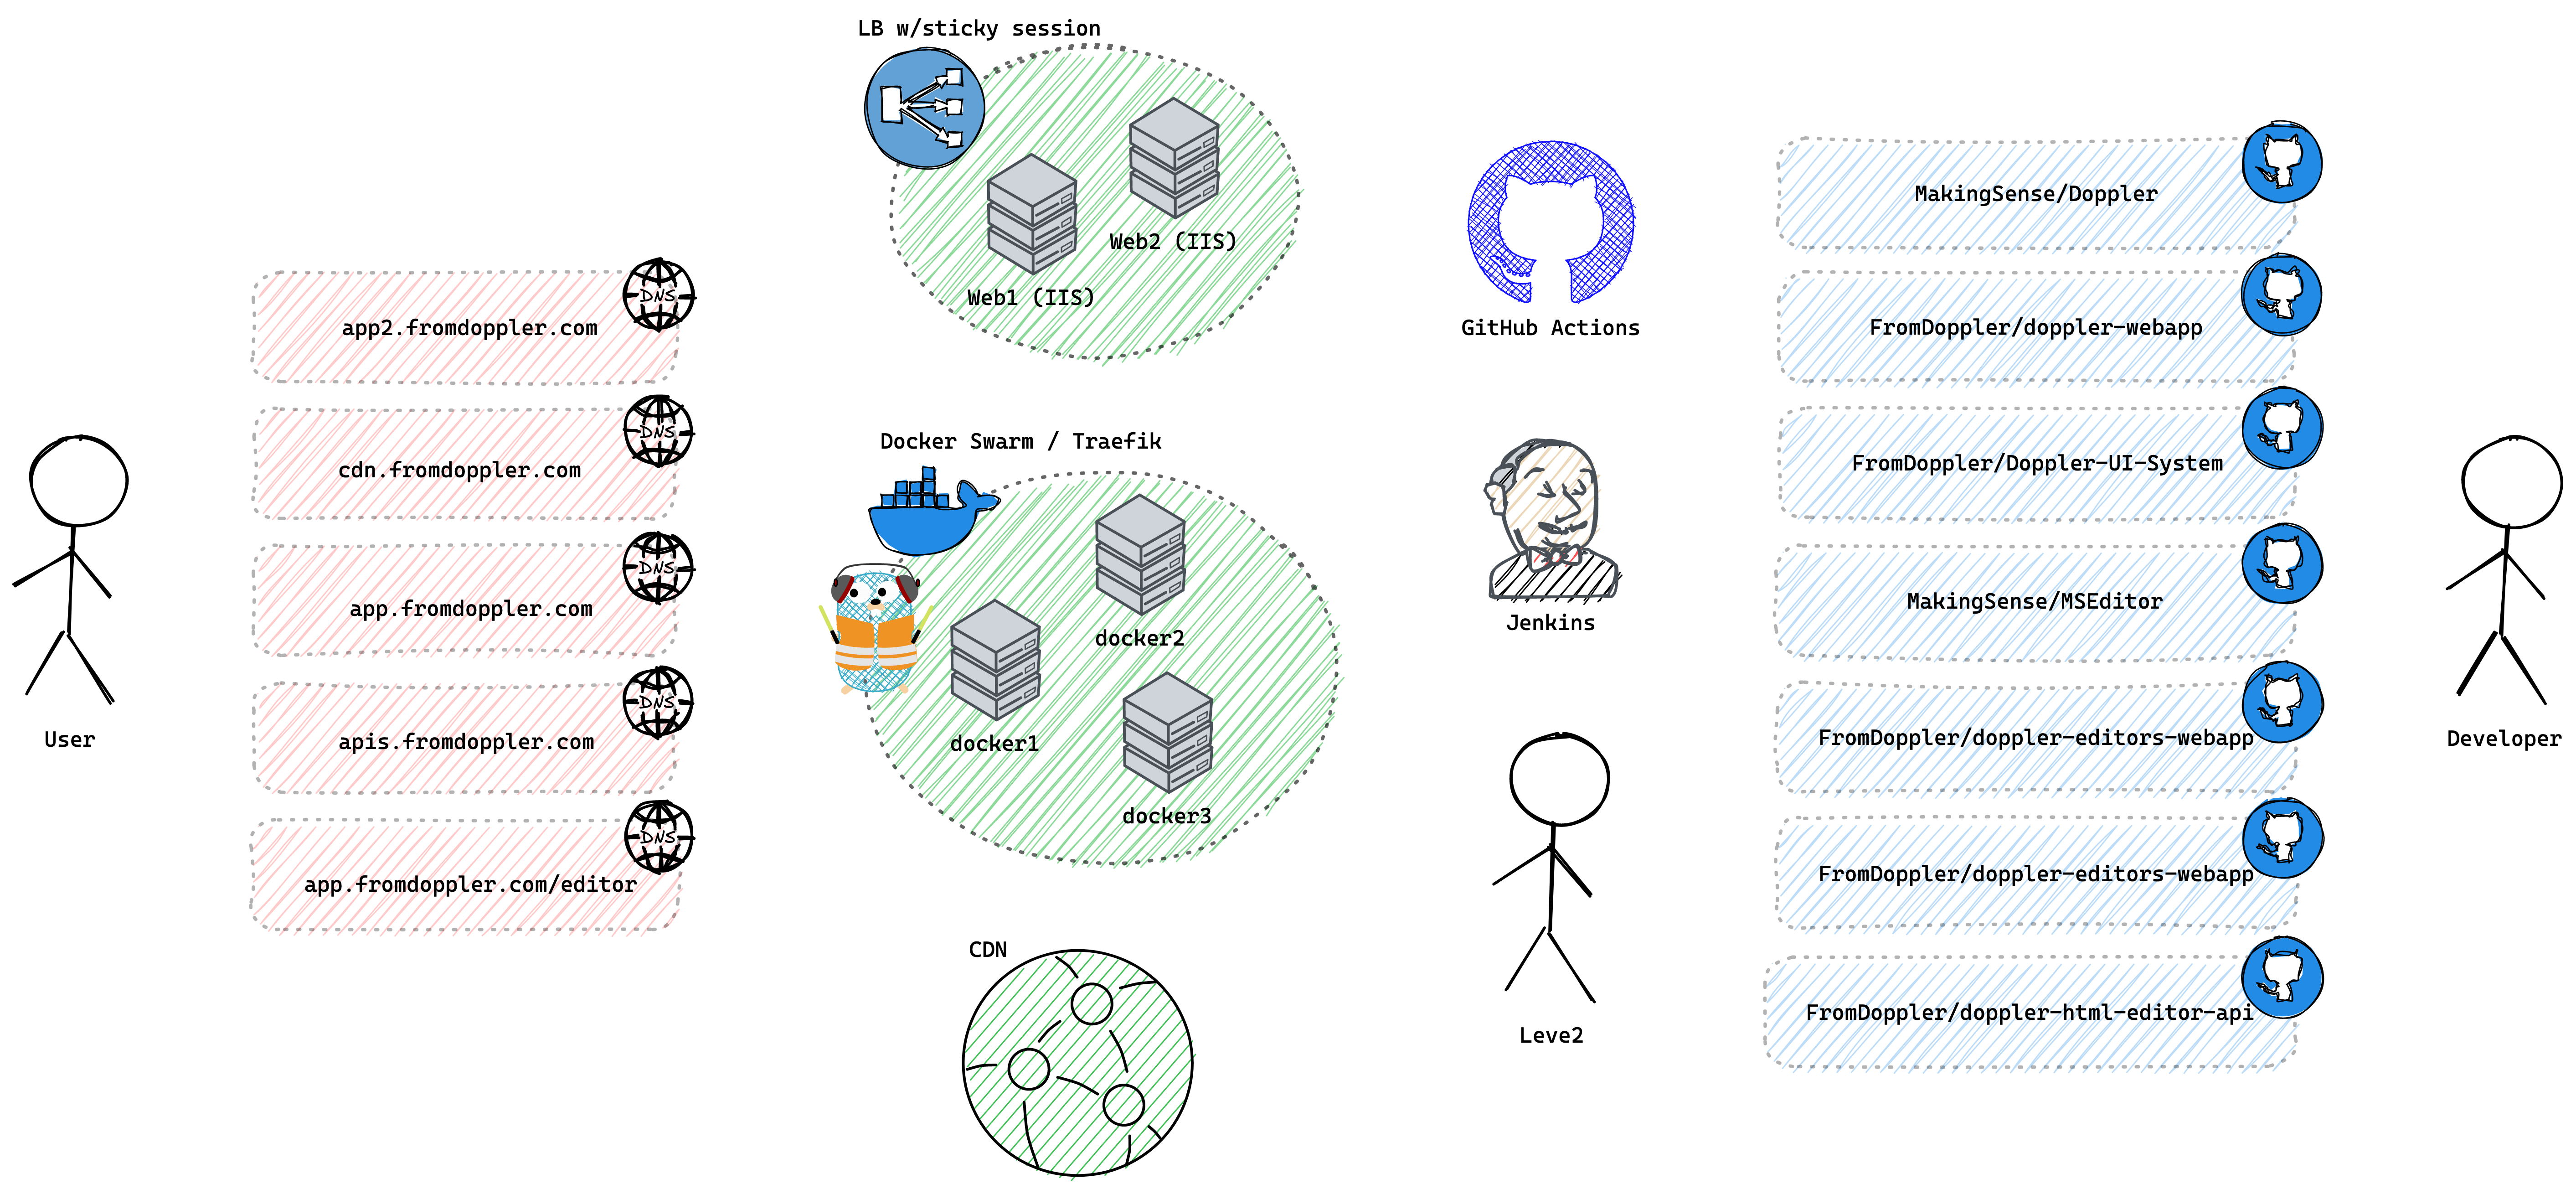 LB w/sticky session
Web2 (IIS)
Web1 (IIS)
Docker Swarm / Traefik
docker2
docker1
docker3
CDN
User
DNS
app2.fromdoppler.com
DNS
cdn.fromdoppler.com
DNS
app.fromdoppler.com
DNS
apis.fromdoppler.com
DNS
app.fromdoppler.com/editor
GitHub Actions
Jenkins
Leve2
MakingSense/Doppler
FromDoppler/doppler-webapp
FromDoppler/Doppler-UI-System
MakingSense/MSEditor
FromDoppler/doppler-editors-webapp
FromDoppler/doppler-editors-webapp
FromDoppler/doppler-html-editor-api
Developer